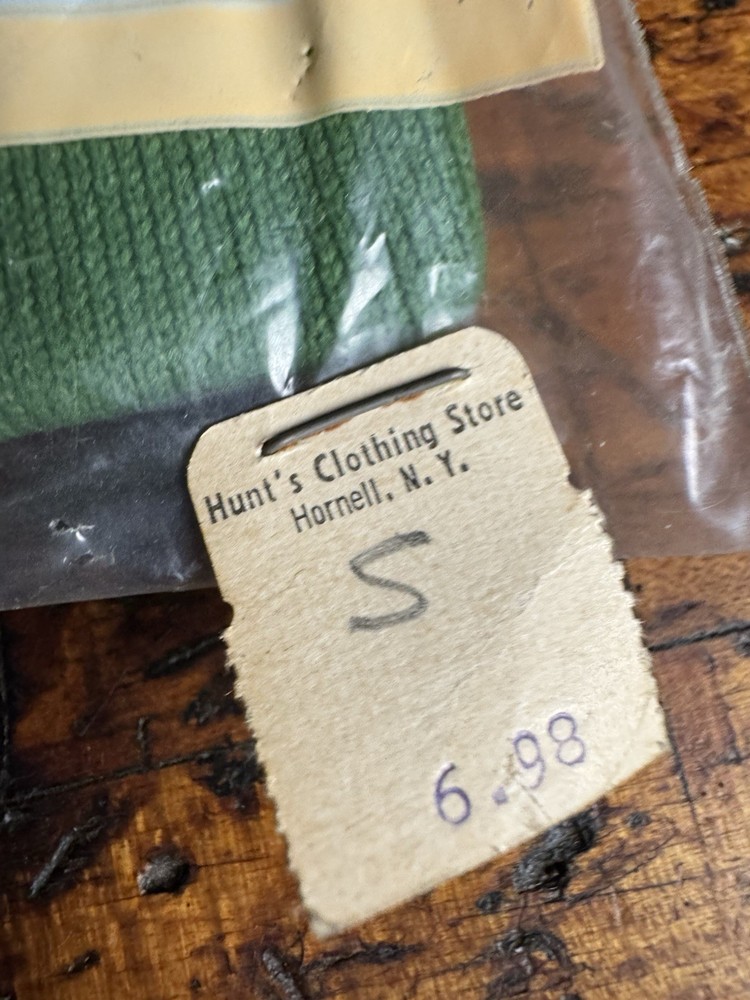 Hunt's Clothing Store
Hornell, N. Y.
S
6.98